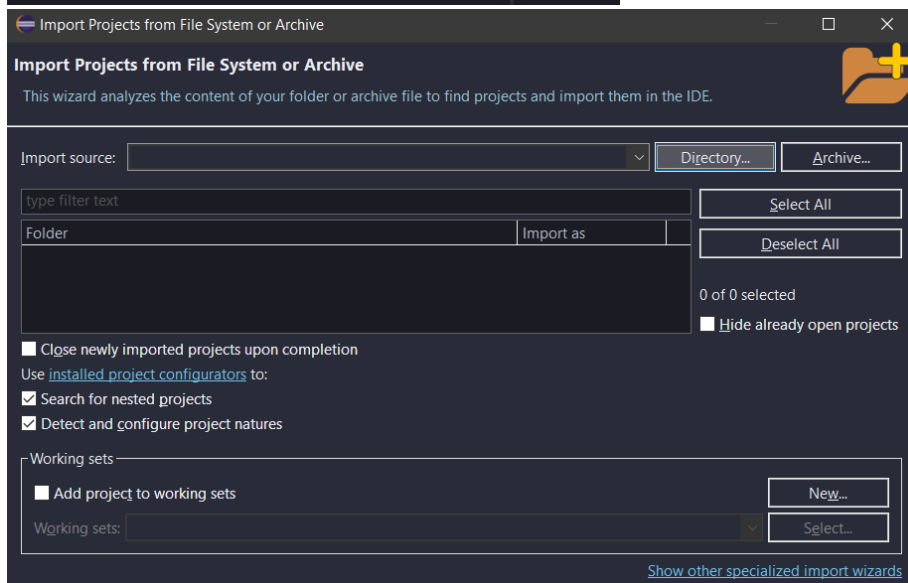 Import Projects from File System or Archive
Import Projects from File System or Archive
This wizard analyzes the content of your folder or archive file to find projects and import them in the IDE.
Import source: Directory... Archive...
type filter text
Select All
Folder Import as
Deselect All
0 of 0 selected
Hide already open projects
Close newly imported projects upon completion
Use installed project configurators to:
Search for nested projects
Detect and configure project natures
Working sets
Add project to working sets New...
Working sets: Select...
Show other specialized import wizards